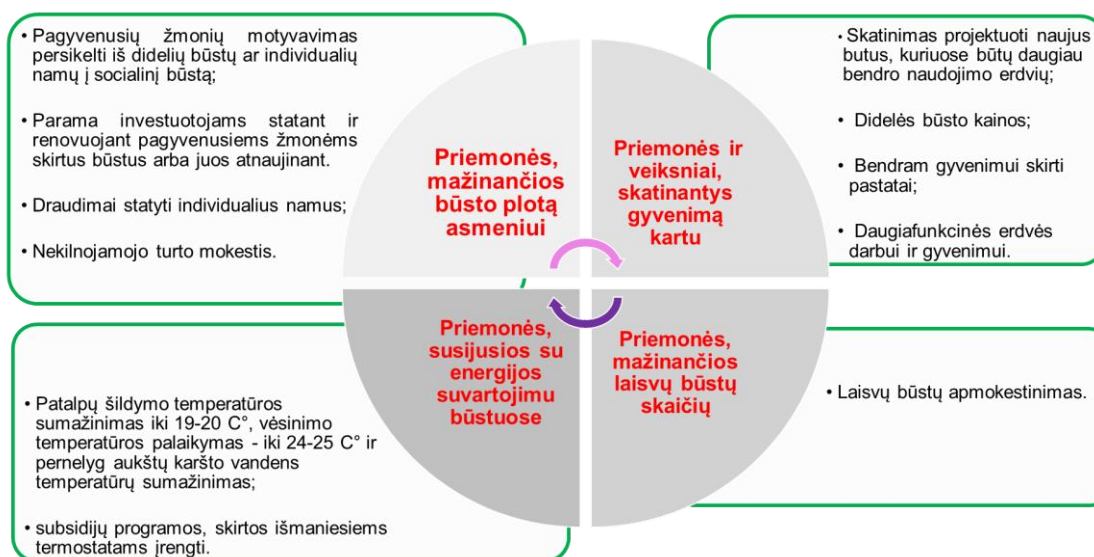 • Pagyvenusių žmonių motyvavimas
persikelti iš didelių būstų ar individualių
namų į socialinį būstą;
• Parama investuotojams statant ir
renovuojant pagyvenusiems žmonėms
skirtus būstus arba juos atnaujinant.
• Draudimai statyti individualius namus;
• Nekilnojamojo turto mokestis.
Priemonės,
mažinančios
būsto plotą
asmeniui
Priemonės ir
veiksniai,
skatinantys
gyvenimą
kartu
• Skatinimas projektuoti naujus
butus, kuriuose būtų daugiau
bendro naudojimo erdvių;
• Didelės būsto kainos;
• Bendram gyvenimui skirti
pastatai;
• Daugiafunkcinės erdvės
darbui ir gyvenimui.
• Patalpų šildymo temperatūros
sumažinimas iki 19-20 C°, vėsinimo
temperatūros palaikymas - iki 24-25 C° ir
pernelyg aukštų karšto vandens
temperatūrų sumažinimas;
• subsidijų programos, skirtos išmaniesiems
termostatams įrengti.
Priemonės,
susijusios su
energijos
suvartojimu
būstuose
Priemonės,
mažinančios
laisvų būstų
skaičių
• Laisvų būstų apmokestinimas.